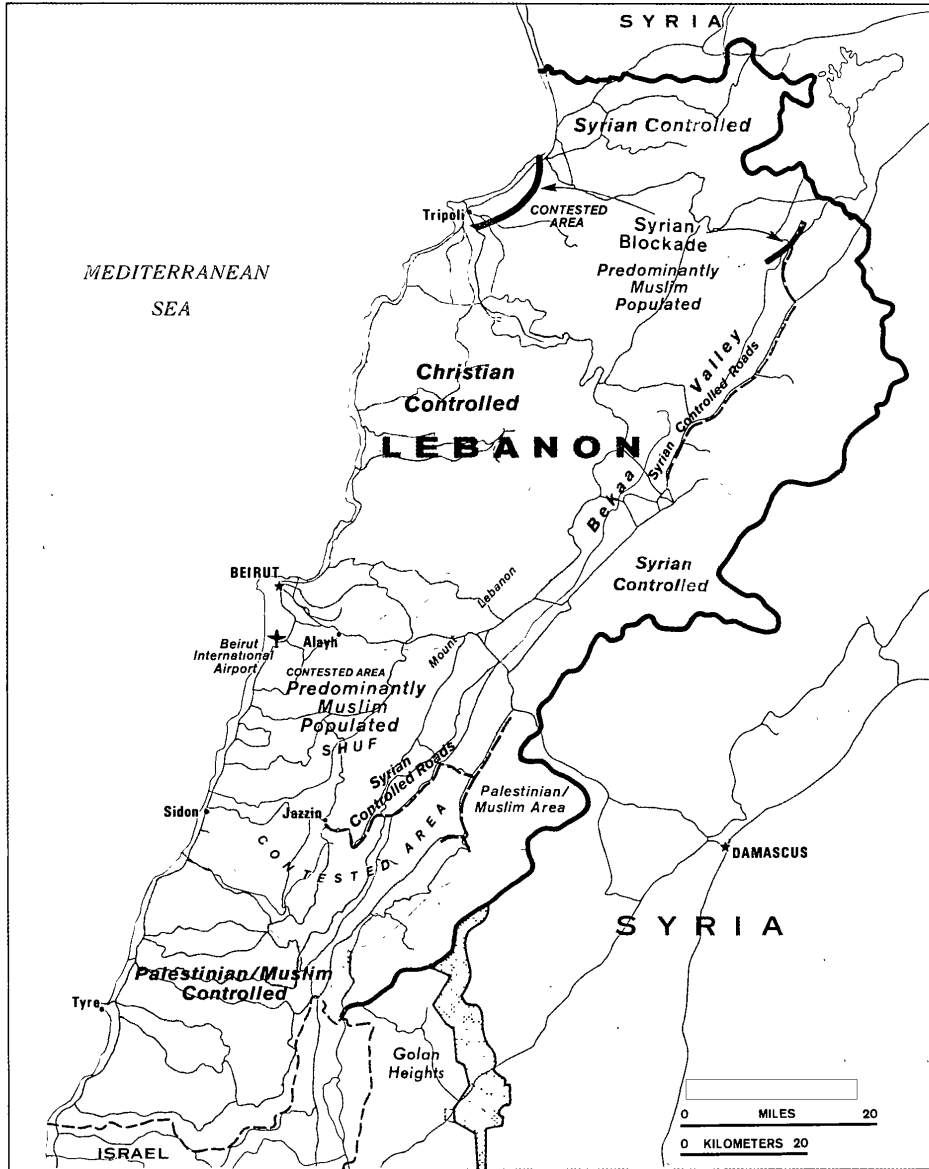 SYRIA
Syrian Controlled
Tripoli
CONTESTED
AREA
Syrian
Blockade
Predominantly
Muslim
Populated
MEDITERRANEAN
SEA
Christian
Controlled
LEBANON
Bekaa Valley
Syrian Controlled Roads
Syrian
Controlled
BEIRUT
Beirut
International
Airport
Alayh
Mount Lebanon
CONTESTED AREA
Predominantly
Muslim
Populated
SHUF
Syrian
Controlled Roads
Palestinian/
Muslim Area
Sidon
Jazzin
CONTESTED AREA
DAMASCUS
SYRIA
Palestinian/Muslim
Controlled
Tyre
Golan
Heights
ISRAEL
0 MILES 20
0 KILOMETERS 20